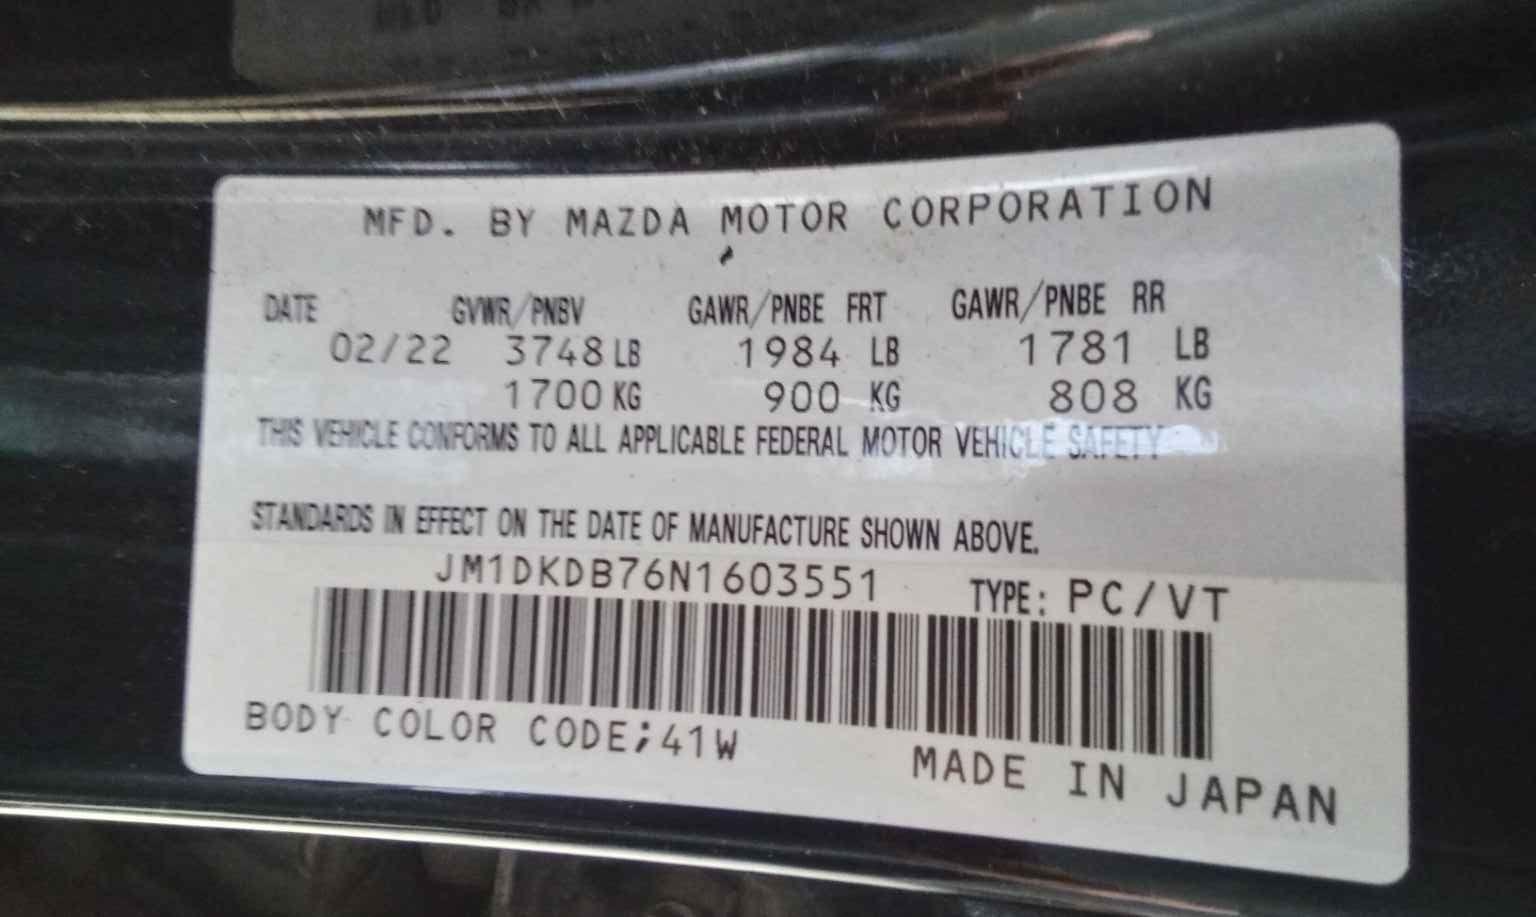 MFD. BY MAZDA MOTOR CORPORATION
DATE GVWR/PNBV GAWR/PNBE FRT GAWR/PNBE RR
02/22 3748 LB 1984 LB 1781 LB
1700 KG 900 KG 808 KG
THIS VEHICLE CONFORMS TO ALL APPLICABLE FEDERAL MOTOR VEHICLE SAFETY
STANDARDS IN EFFECT ON THE DATE OF MANUFACTURE SHOWN ABOVE.
JM1DKDB76N1603551 TYPE: PC/VT
BODY COLOR CODE;41W
MADE IN JAPAN